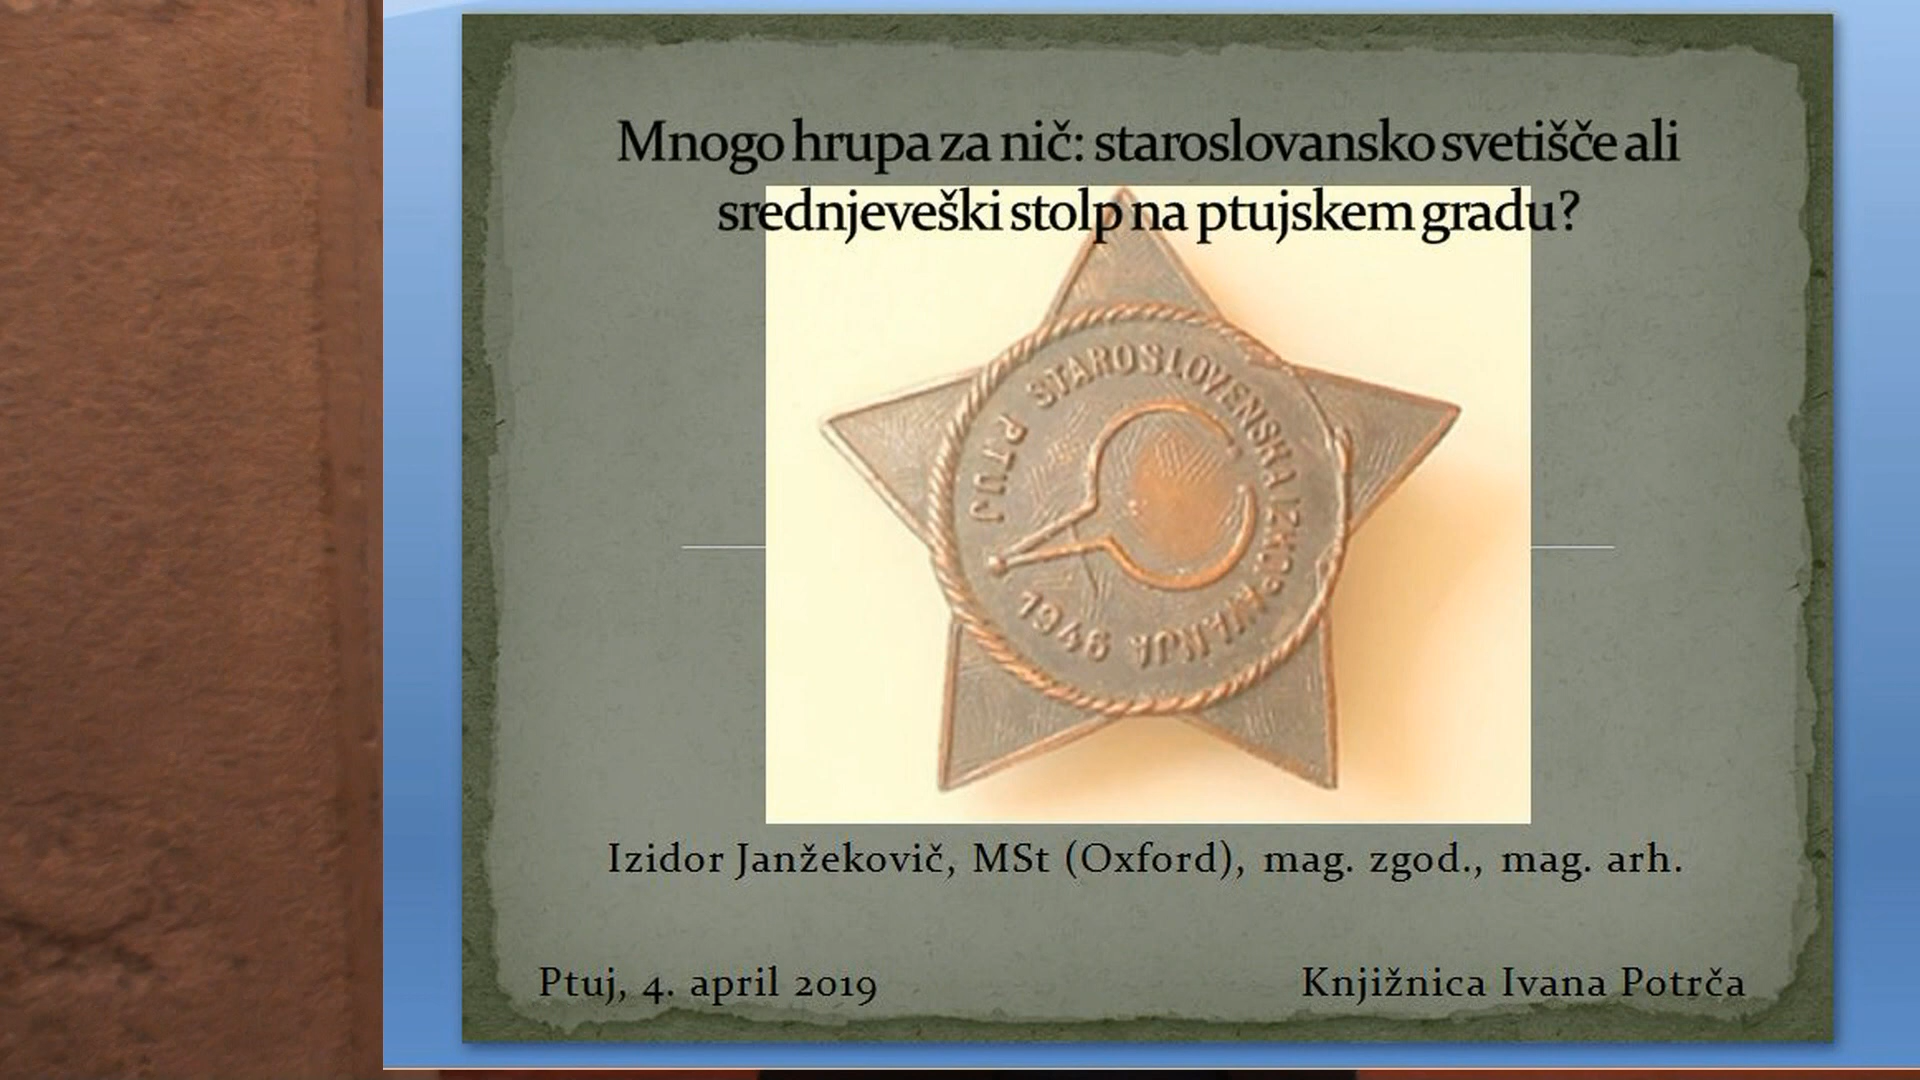 Mnogo hrupa za nič: staroslovansko svetišče ali
srednjeveški stolp na ptujskem gradu?
PTUJ STAROSLOVENSKA IZKOPAVANJA
1946
Izidor Janžekovič, MSt (Oxford), mag. zgod., mag. arh.
Ptuj, 4. april 2019
Knjižnica Ivana Potrča